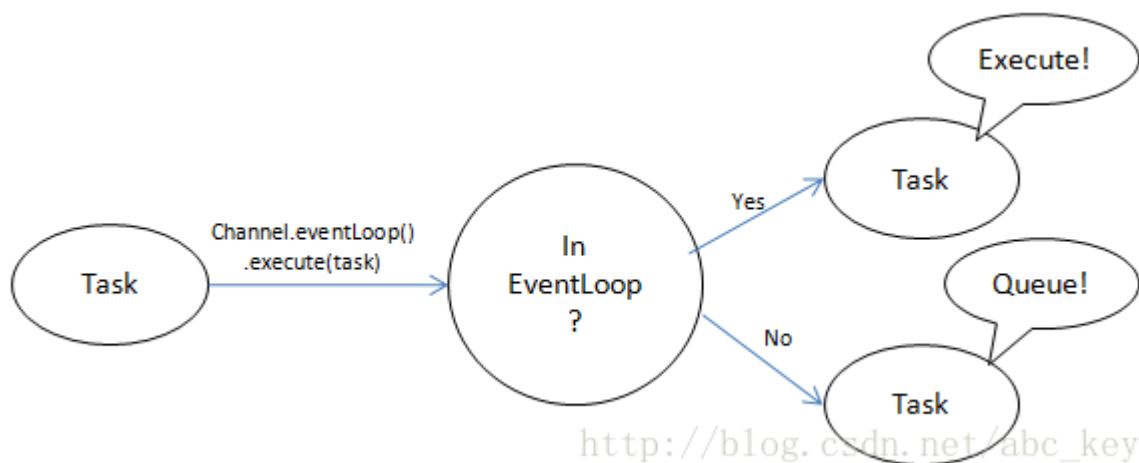 Task
Channel.eventLoop()
.execute(task)
In
EventLoop
?
Yes
Task
Execute!
No
Task
Queue!
http://blog.csdn.net/abc_key